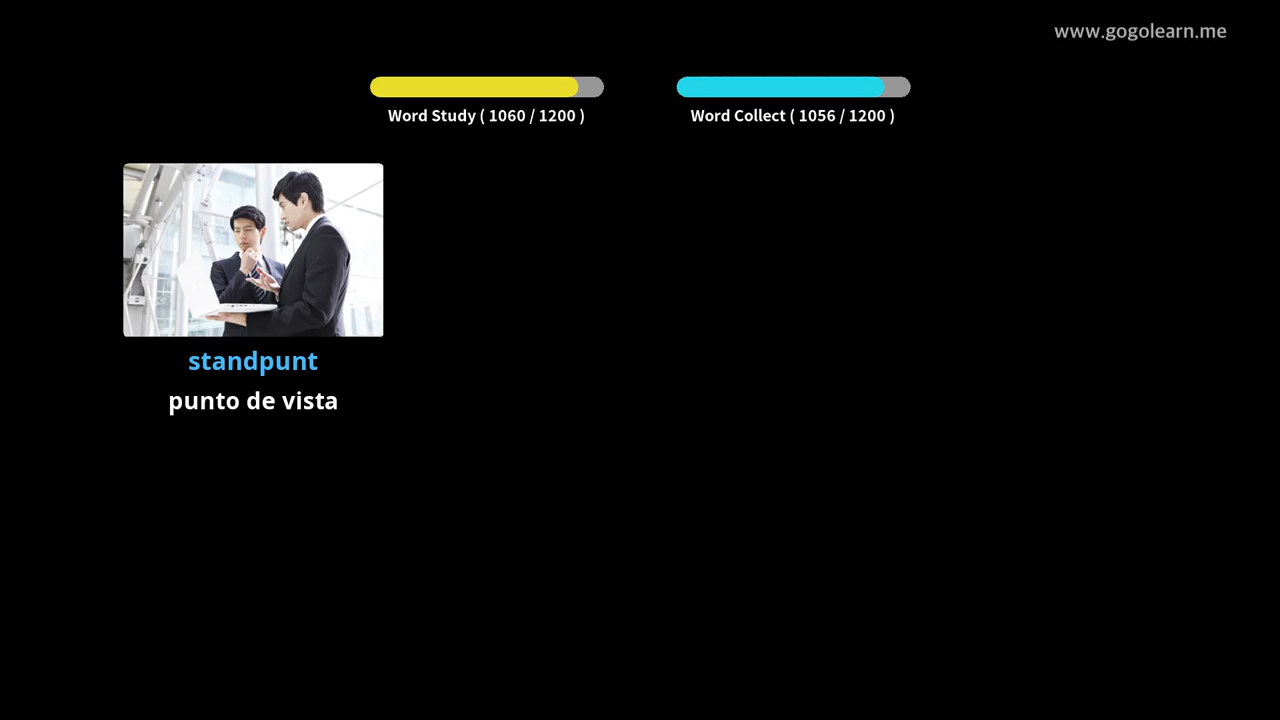 www.gogolearn.me
Word Study ( 1060 / 1200 )
Word Collect ( 1056 / 1200 )
standpunt
punto de vista